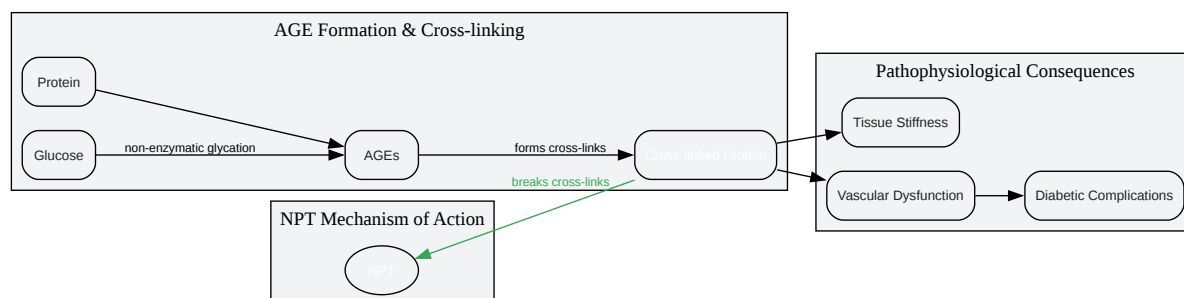 AGE Formation & Cross-linking
Protein
Glucose
non-enzymatic glycation
AGEs
forms cross-links
Cross-linked Protein
breaks cross-links
NPT Mechanism of Action
NPT
Pathophysiological Consequences
Tissue Stiffness
Vascular Dysfunction
Diabetic Complications